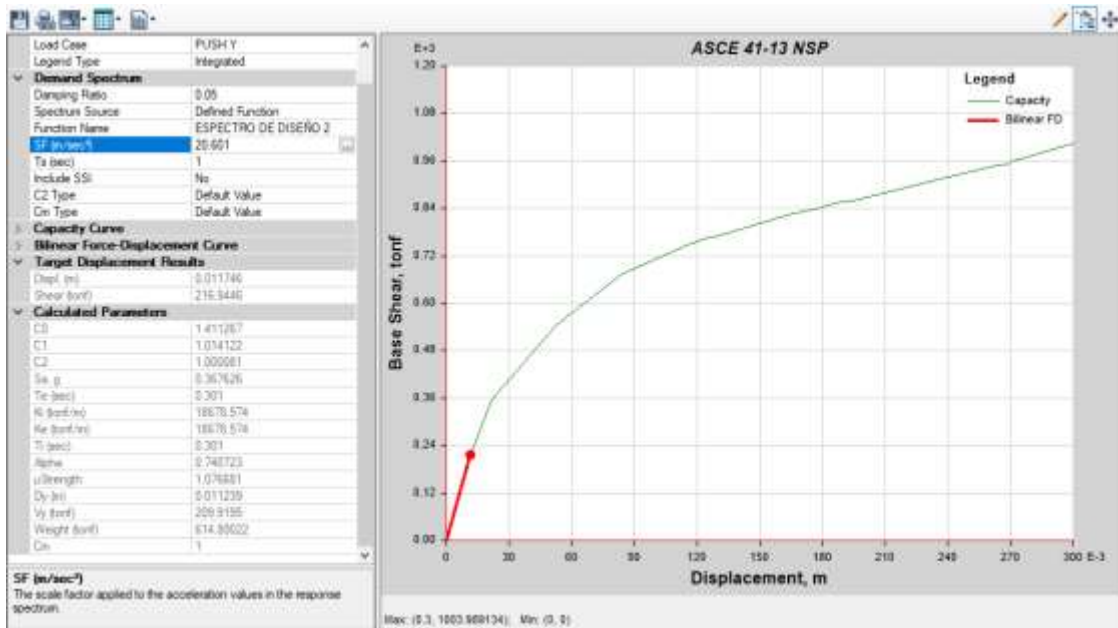 Load Case PUSH Y
Legend Type Integrated
Demand Spectrum
Damping Ratio 0.05
Spectrum Source Defined Function
Function Name ESPECTRO DE DISEÑO 2
SF (m/sec²) 20.601
Ts (sec) 1
Include SSI No
C2 Type Default Value
Cm Type Default Value
Capacity Curve
Bilinear Force-Displacement Curve
Target Displacement Results
Displ. (m) 0.011746
Shear (tonf) 216.9446
Calculated Parameters
C0 1.411267
C1 1.014122
C2 1.000081
Sa, g 0.367626
Te (sec) 0.301
Ki (tonf/m) 18678.574
Ke (tonf/m) 18678.574
Ti (sec) 0.301
Alpha 0.740723
uStrength 1.076681
Dy (m) 0.011239
Vy (tonf) 209.9195
Weight (tonf) 614.80022
Cm 1
SF (m/sec²)
The scale factor applied to the acceleration values in the response
spectrum.
ASCE 41-13 NSP
E+3
1.20
1.08
0.96
0.84
0.72
0.60
0.48
0.36
0.24
0.12
0.00
Base Shear, tonf
Legend
Capacity
Bilinear FD
0 30 60 90 120 150 180 210 240 270 300 E-3
Displacement, m
Max: (0.3, 1003.989134); Min: (0, 0)